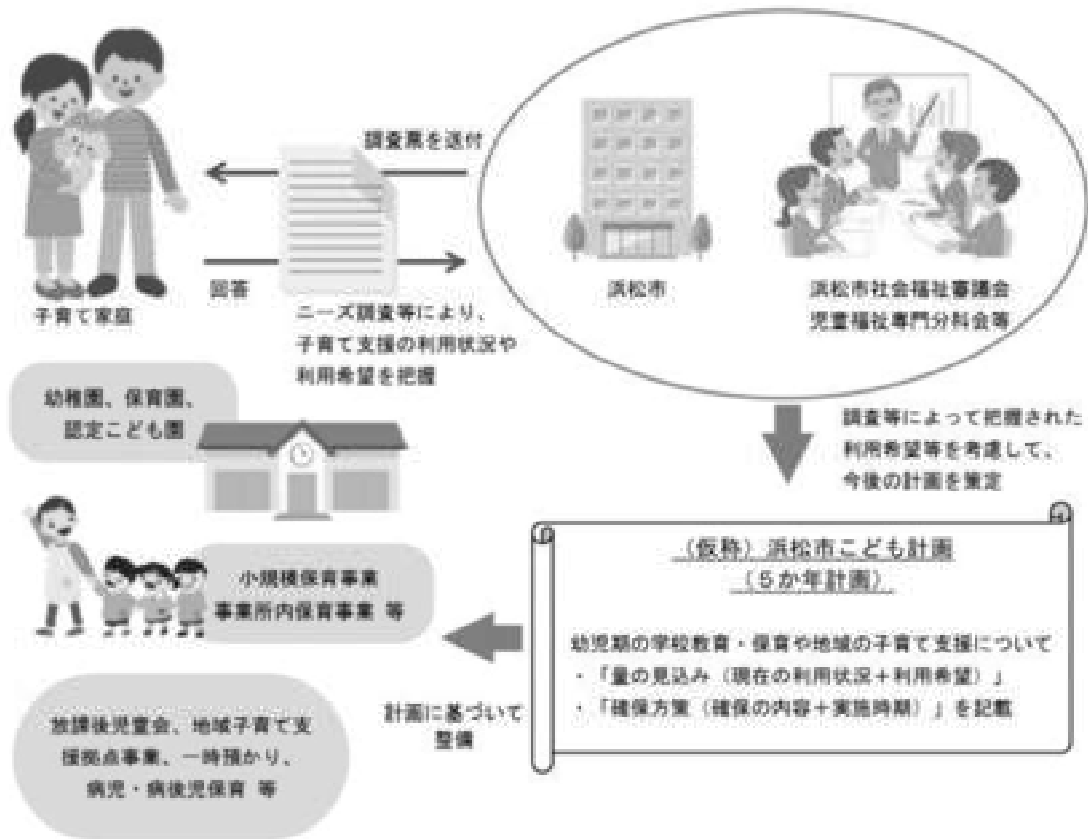 調査票を送付
回答
子育て家庭
ニーズ調査等により、
子育て支援の利用状況や
利用希望を把握
浜松市
浜松市社会福祉審議会
児童福祉専門分科会等
調査等によって把握された
利用希望等を考慮して、
今後の計画を策定
(仮称)浜松市こども計画
(5か年計画)
幼児期の学校教育・保育や地域の子育て支援について
・「量の見込み(現在の利用状況+利用希望)」
・「確保方策(確保の内容+実施時期)」を記載
計画に基づいて
整備
幼稚園、保育園、
認定こども園
小規模保育事業
事業所内保育事業 等
放課後児童会、地域子育て支
援拠点事業、一時預かり、
病児・病後児保育 等